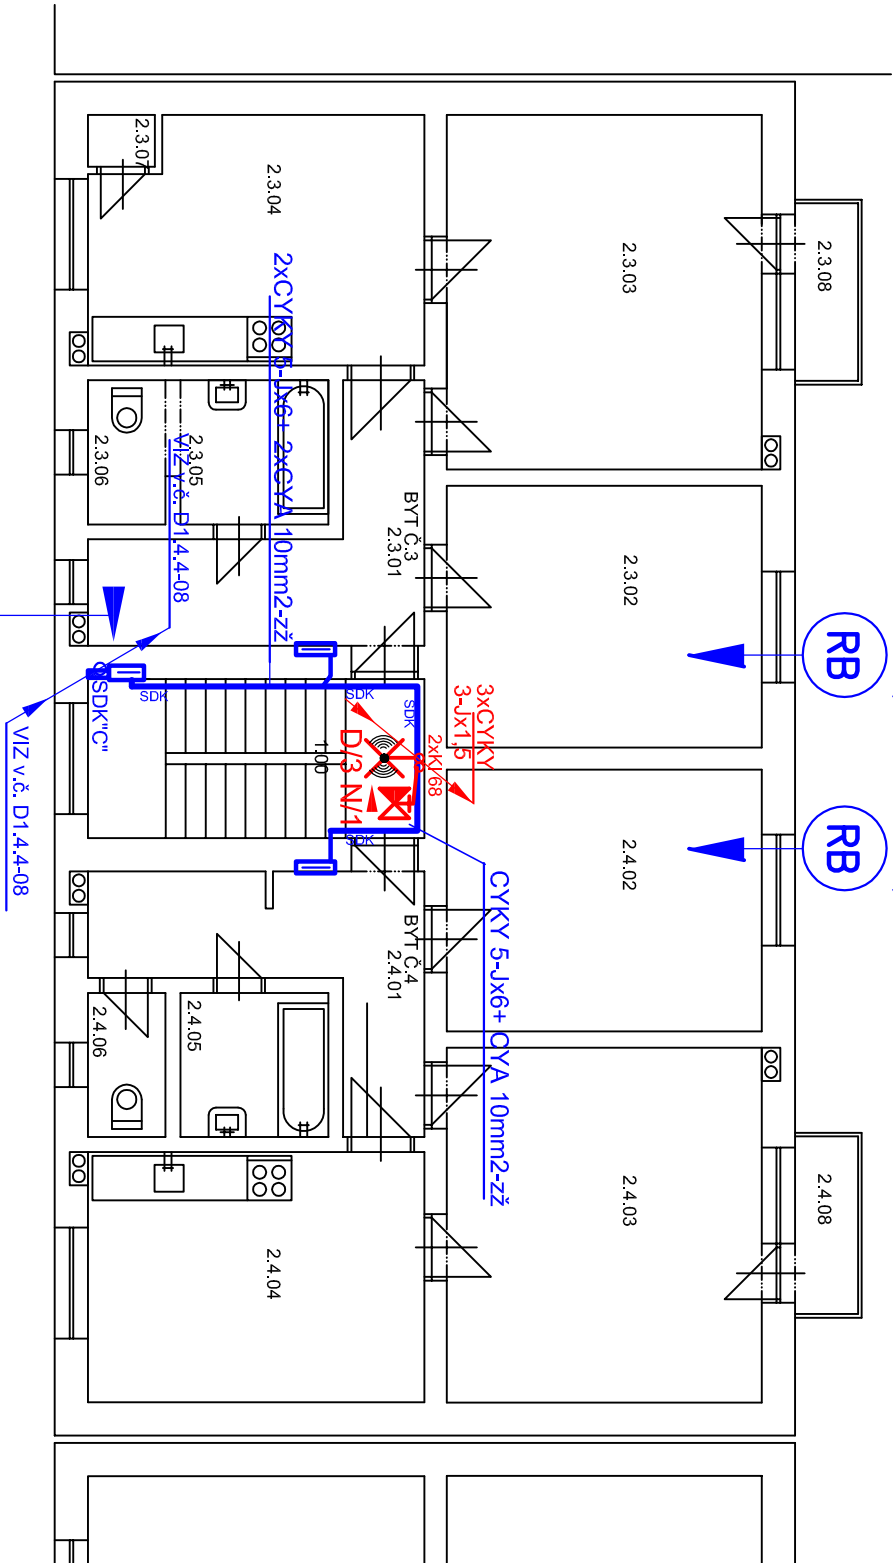 2.3.07
2.3.04
2.3.03
2.3.08
2xCYKY 5-Jx6+ 2xCYA 10mm2-zž
2.3.06
2.3.05
VIZ v.č. D1.4.4-08
BYT Č.3
2.3.01
2.3.02
RB
SDK"C"
SDK
SDK
SDK
3xCYKY
3-Jx1,5
2xKU68
1.00
D/3 N/1
SDK
VIZ v.č. D1.4.4-08
2.4.02
RB
BYT Č.4
2.4.01
CYKY 5-Jx6+ CYA 10mm2-zž
2.4.06
2.4.05
2.4.04
2.4.03
2.4.08